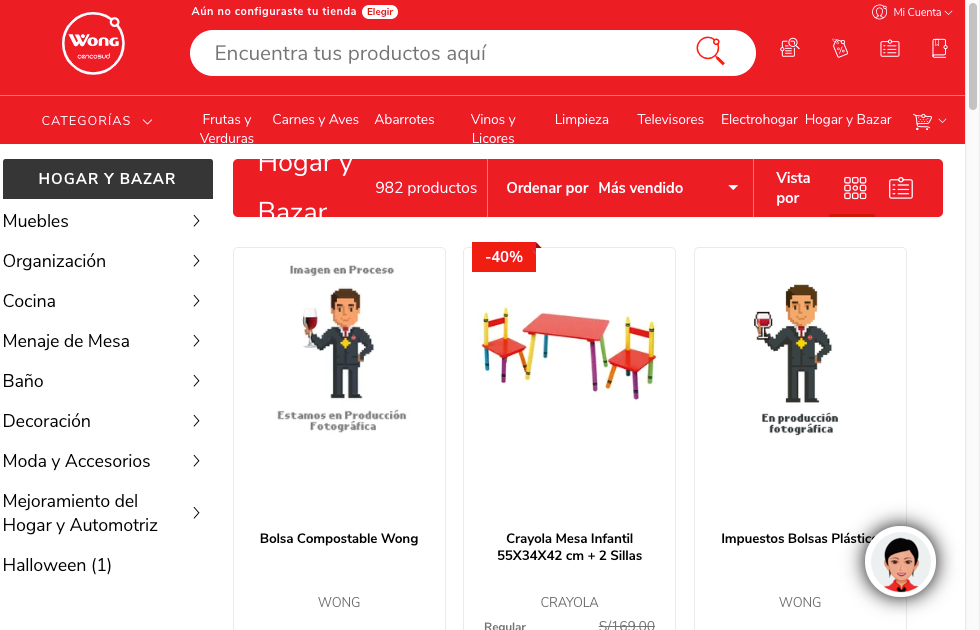 Aún no configuraste tu tienda Elegir
Mi Cuenta
Wong
cencosud
Encuentra tus productos aquí
CATEGORÍAS
Frutas y
Verduras
Carnes y Aves
Abarrotes
Vinos y
Licores
Limpieza
Televisores
Electrohogar
Hogar y Bazar
HOGAR Y BAZAR
Muebles
Organización
Cocina
Menaje de Mesa
Baño
Decoración
Moda y Accesorios
Mejoramiento del
Hogar y Automotriz
Halloween (1)
Hogar y
Bazar
982 productos
Ordenar por Más vendido
Vista
por
Imagen en Proceso
Estamos en Producción
Fotográfica
Bolsa Compostable Wong
WONG
-40%
Crayola Mesa Infantil
55X34X42 cm + 2 Sillas
CRAYOLA
Regular S/169.00
En producción
fotográfica
Impuestos Bolsas Plástic
WONG